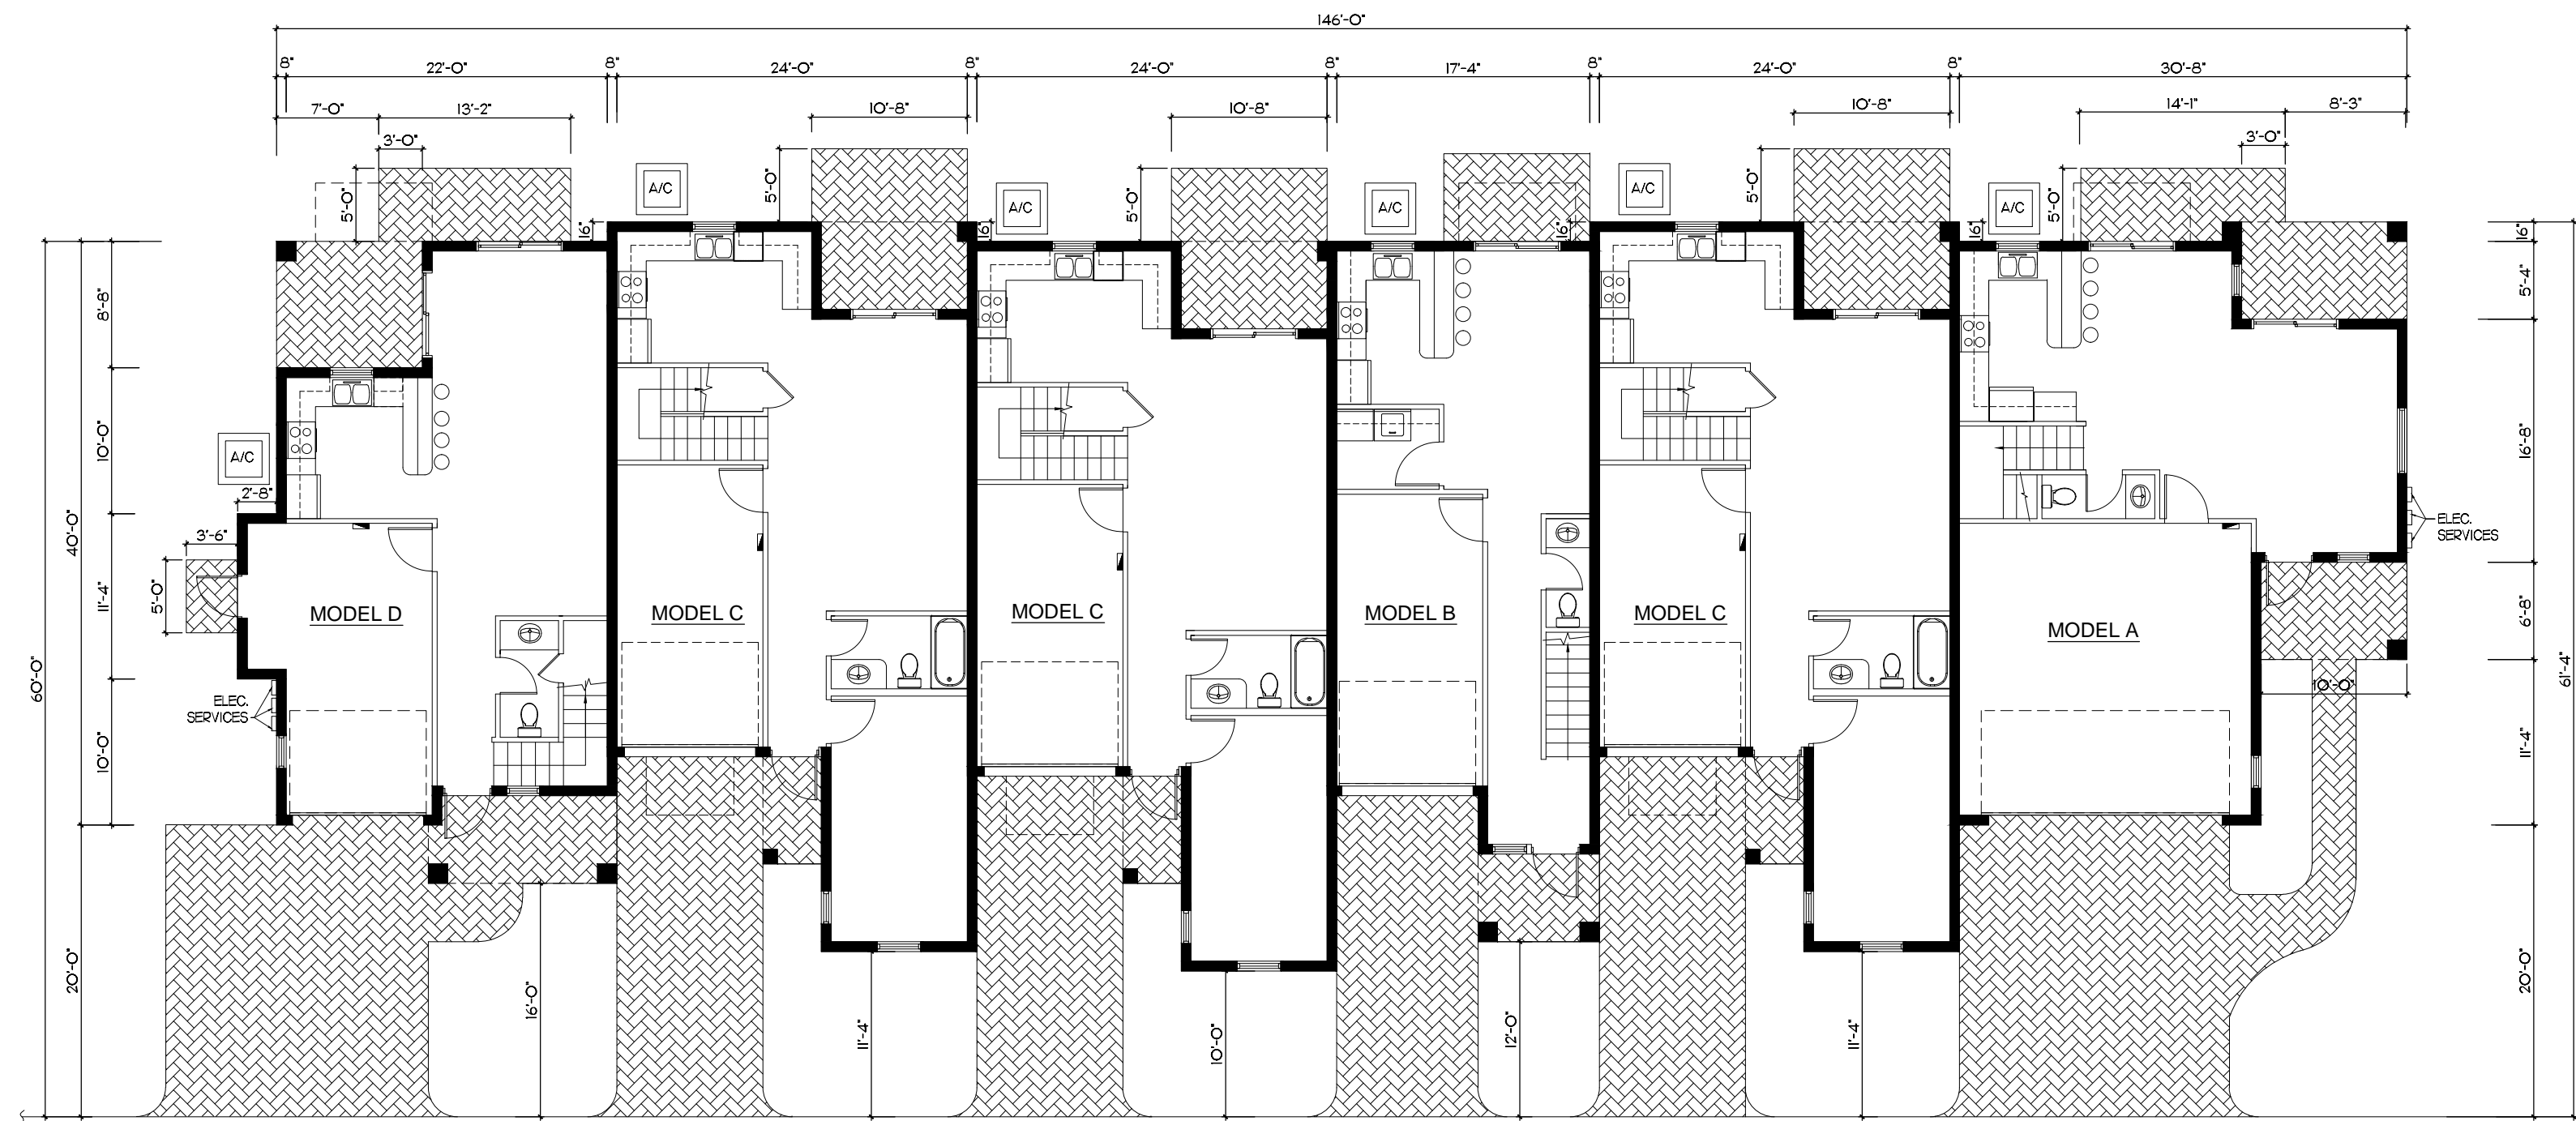 146'-0"
8" 22'-0" 8" 24'-0" 8" 24'-0" 8" 17'-4" 8" 24'-0" 8" 30'-8"
7'-0" 13'-2" 10'-8" 10'-8" 10'-8" 14'-1" 8'-3"
3'-0" 3'-0"
5'-0" 5'-0" 5'-0" 5'-0" 5'-0"
A/C A/C A/C A/C A/C
16" 16" 16" 16" 16" 16"
8'-8" 5'-4"
10'-0" 16'-8"
A/C
2'-8"
40'-0"
3'-6"
ELEC.
SERVICES
5'-0" 11'-4" 6'-8"
MODEL D MODEL C MODEL C MODEL B MODEL C MODEL A
60'-0" 61'-4"
ELEC.
SERVICES
10'-0"
10'-0" 11'-4"
20'-0" 16'-0" 11'-4" 10'-0" 12'-0" 11'-4" 20'-0"